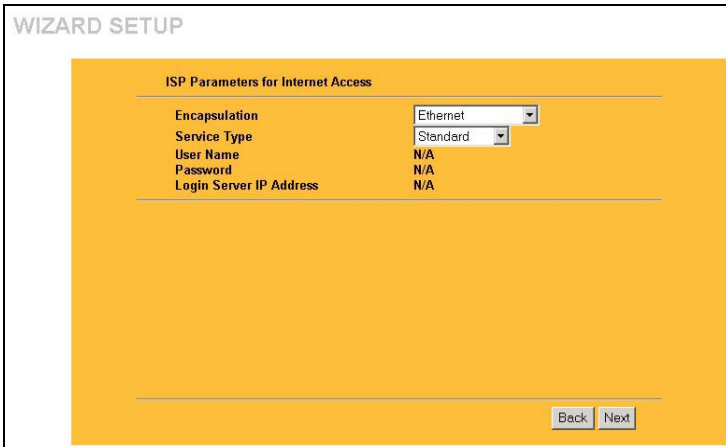 WIZARD SETUP
ISP Parameters for Internet Access
Encapsulation Ethernet
Service Type Standard
User Name N/A
Password N/A
Login Server IP Address N/A
Back Next